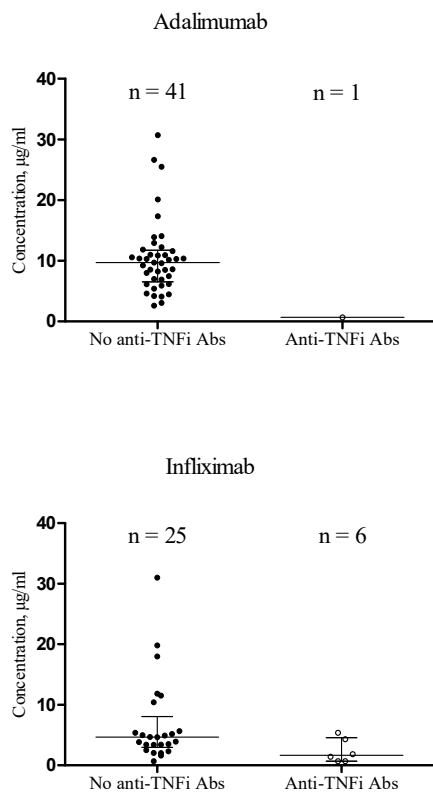 Adalimumab
n = 41 n = 1
40
30
20
10
0
Concentration, µg/ml
No anti-TNFi Abs Anti-TNFi Abs
Infliximab
n = 25 n = 6
40
30
20
10
0
Concentration, µg/ml
No anti-TNFi Abs Anti-TNFi Abs